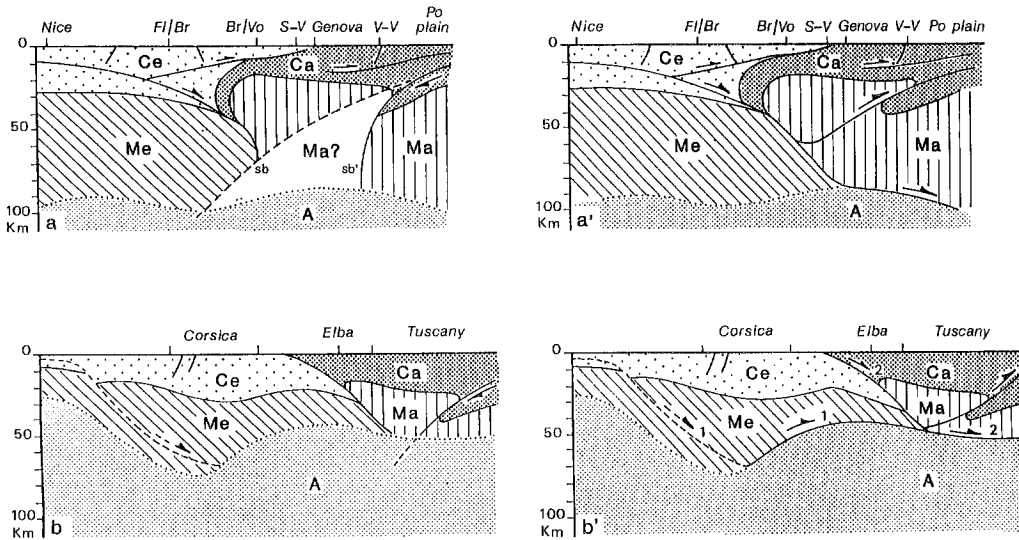 Nice Fl/Br Br/Vo S–V Genova V–V Po plain
0
50
100
Km
Ce
Ca
Me
Ma?
Ma
sb
sb'
A
a
Nice Fl/Br Br/Vo S–V Genova V–V Po plain
0
50
100
Km
Ce
Ca
Me
Ma
A
a'
Corsica Elba Tuscany
0
50
100
Km
Ce
Ca
Me
Ma
A
b
Corsica Elba Tuscany
0
50
100
Km
Ce
Ca
2
1
Me
1
Ma
2
A
b'